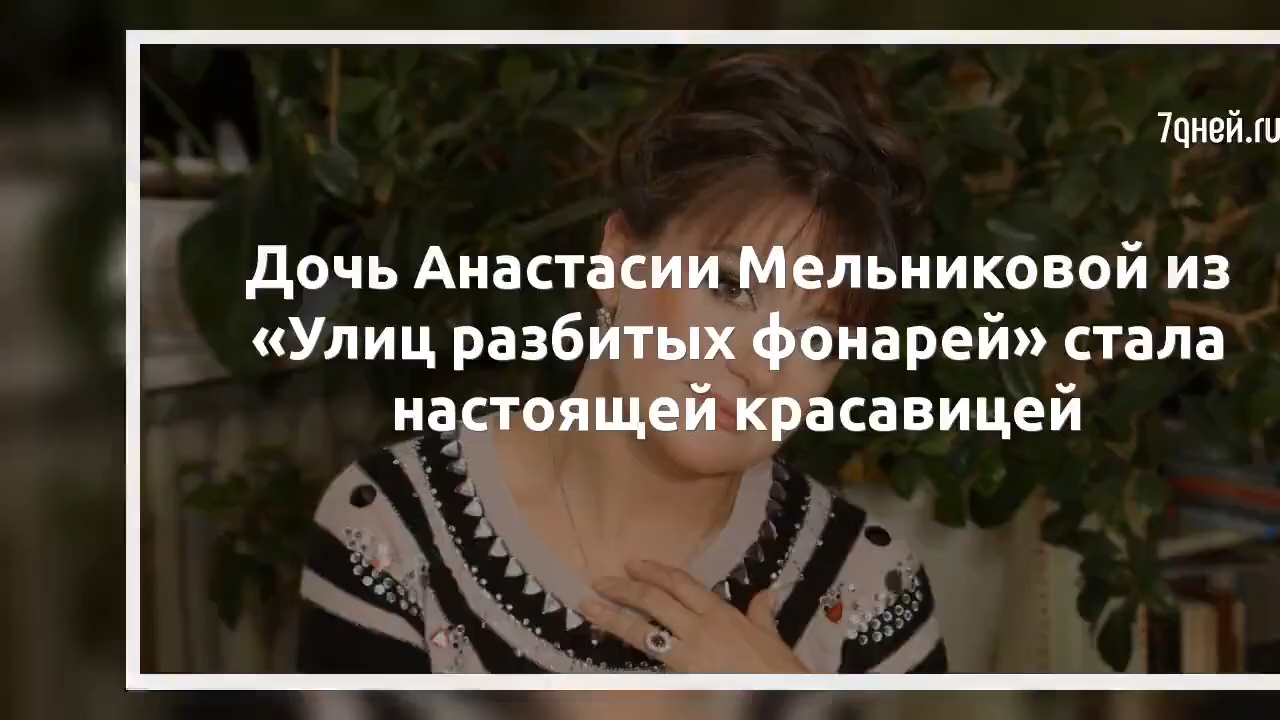 7дней.ru
Дочь Анастасии Мельниковой из
«Улиц разбитых фонарей» стала
настоящей красавицей